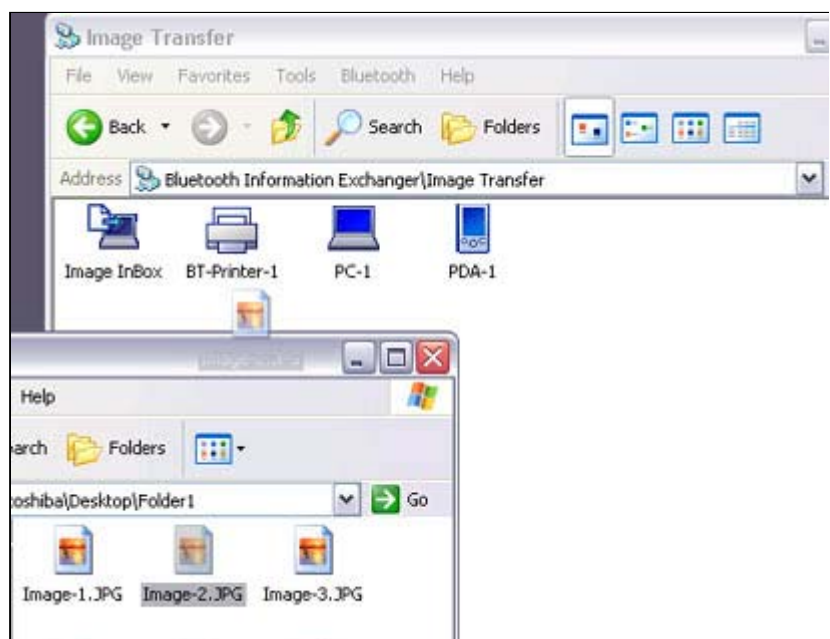 Image Transfer
File View Favorites Tools Bluetooth Help
Back Search Folders
Address Bluetooth Information Exchanger\Image Transfer
Image InBox BT-Printer-1 PC-1 PDA-1
Help
arch Folders
toshiba\Desktop\Folder1 Go
Image-1.JPG Image-2.JPG Image-3.JPG